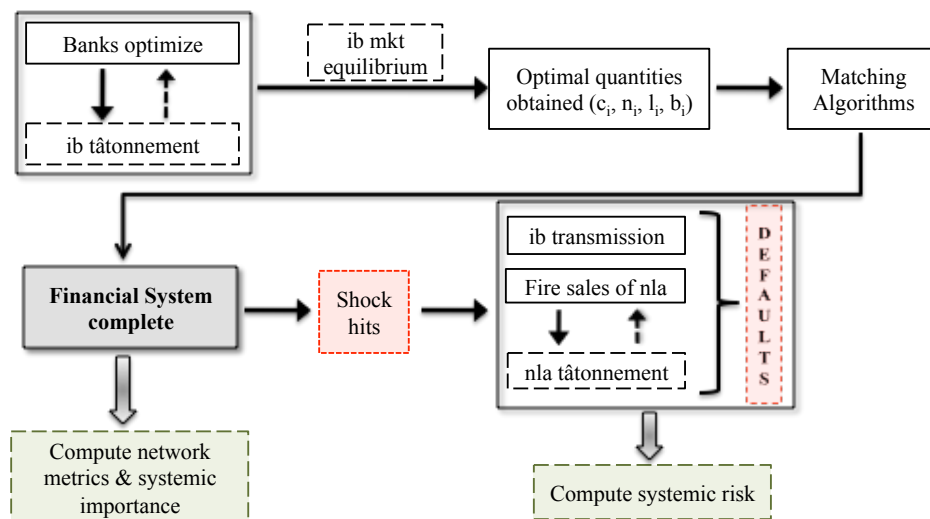 Banks optimize
ib tâtonnement
ib mkt
equilibrium
Optimal quantities
obtained (cᵢ, nᵢ, lᵢ, bᵢ)
Matching
Algorithms
Financial System
complete
Shock
hits
ib transmission
Fire sales of nla
nla tâtonnement
D
E
F
A
U
L
T
S
Compute network
metrics & systemic
importance
Compute systemic risk